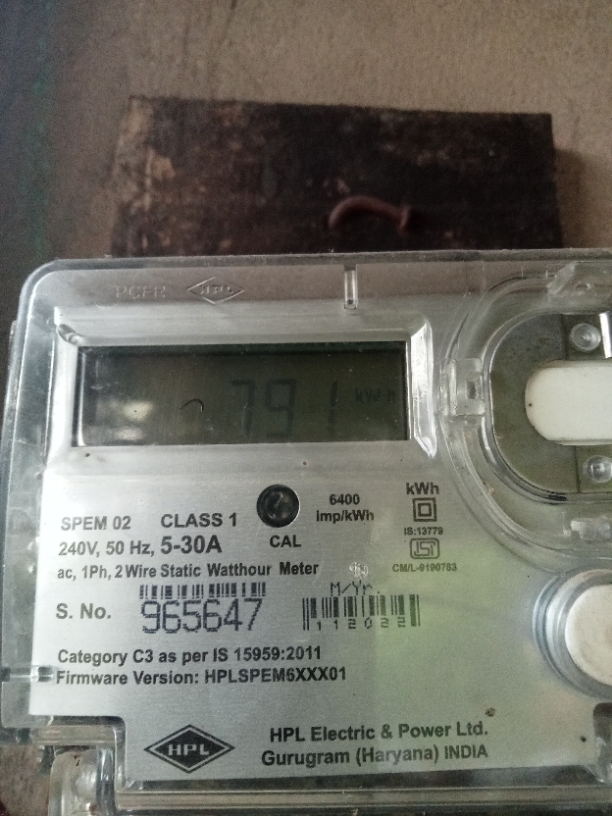 HPL
791
SPEM 02 CLASS 1
240V, 50 Hz, 5-30A
CAL
6400
imp/kWh
kWh
IS:13779
ISI
CM/L-9190783
ac, 1Ph, 2 Wire Static Watthour Meter
M/Yr.
S. No. 965647
112022
Category C3 as per IS 15959:2011
Firmware Version: HPLSPEM6XXX01
HPL
HPL Electric & Power Ltd.
Gurugram (Haryana) INDIA